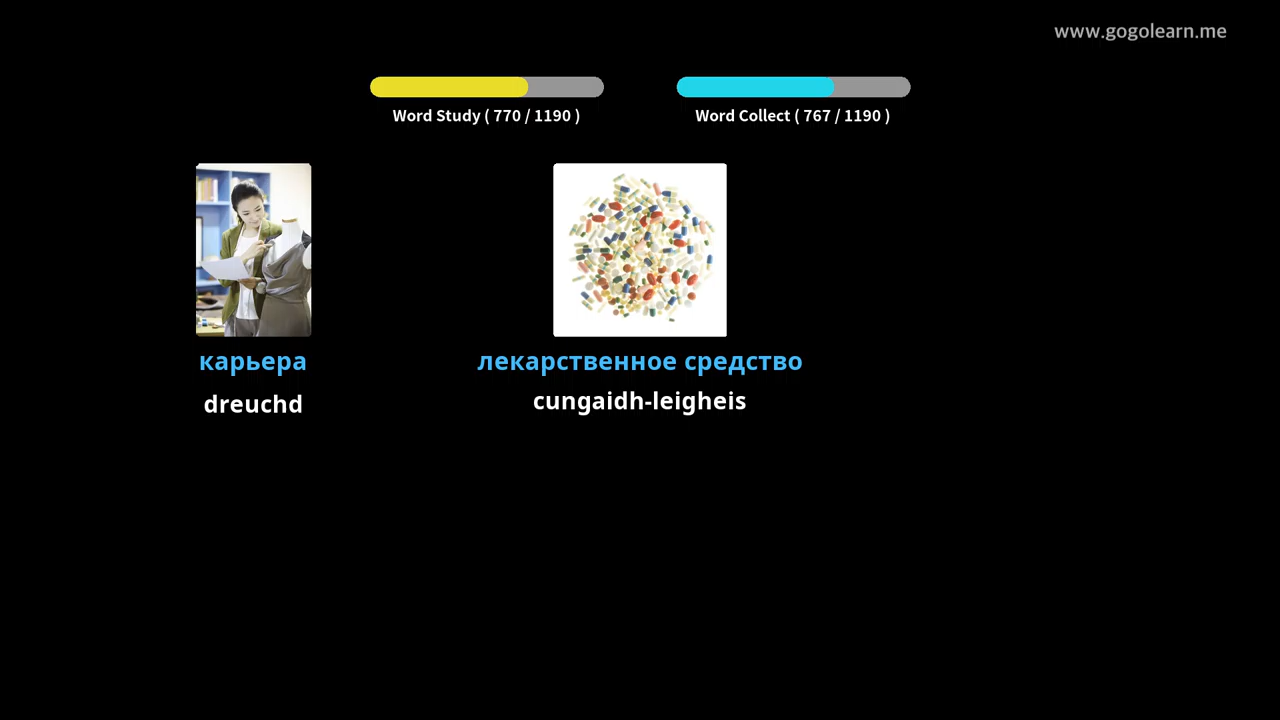 www.gogolearn.me
Word Study ( 770 / 1190 )
Word Collect ( 767 / 1190 )
карьера
dreuchd
лекарственное средство
cungaidh-leigheis